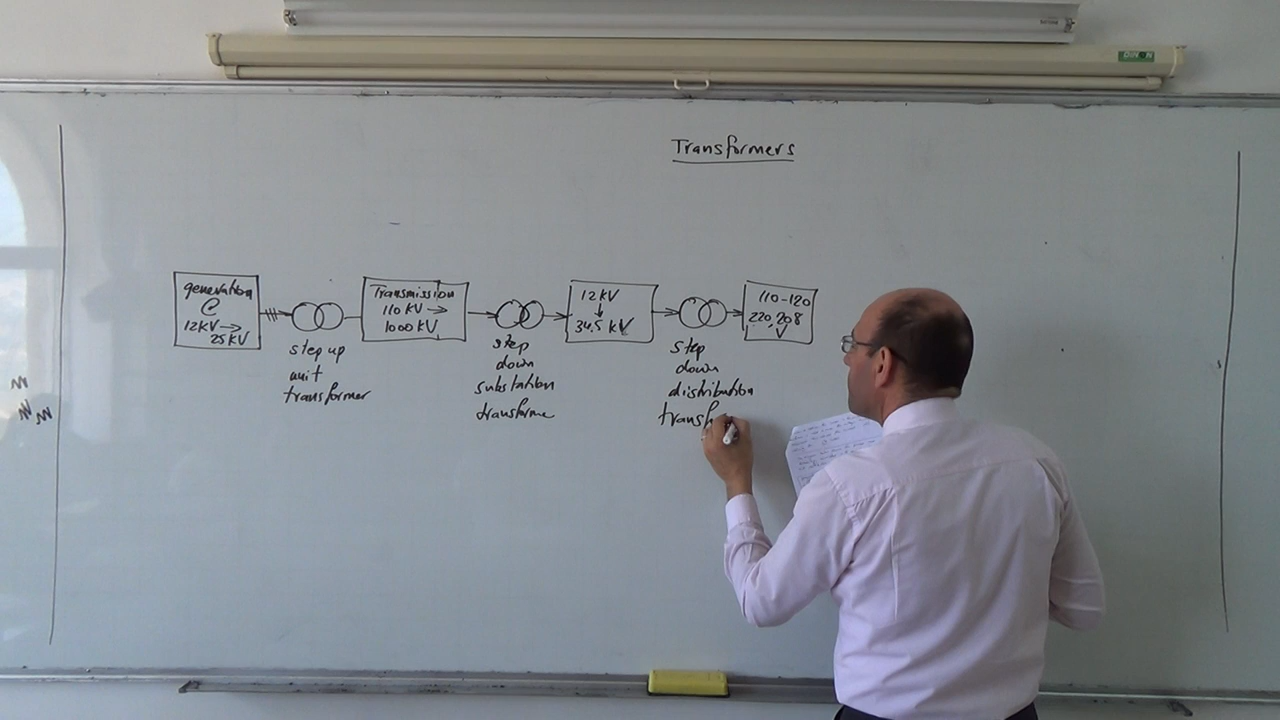 Transformers
generation
@
12KV →
25KV
step up
unit
transformer
Transmission
110 KV →
1000 KV
step
down
substation
transforme
12KV
↓
34.5 KV
step
down
distribution
transf
110-120
220,208
V